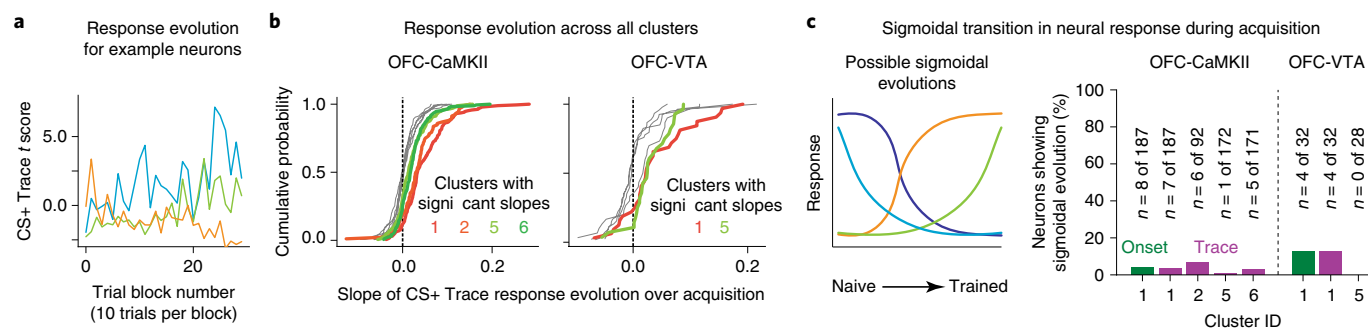 a
Response evolution
for example neurons
CS+ Trace t score
5.0
0.0
0
20
Trial block number
(10 trials per block)
b
Response evolution across all clusters
OFC-CaMKII
OFC-VTA
Cumulative probability
1.0
0.5
0.0
Clusters with
signi cant slopes
1 2 5 6
0.0
0.2
Clusters with
signi cant slopes
1 5
0.0
0.2
Slope of CS+ Trace response evolution over acquisition
c
Sigmoidal transition in neural response during acquisition
Possible sigmoidal
evolutions
Response
Naive
Trained
OFC-CaMKII
OFC-VTA
Neurons showing
sigmoidal evolution (%)
100
80
60
40
20
0
n = 8 of 187
n = 7 of 187
n = 6 of 92
n = 1 of 172
n = 5 of 171
n = 4 of 32
n = 4 of 32
n = 0 of 28
Onset
Trace
1 1 2 5 6 1 1 5
Cluster ID